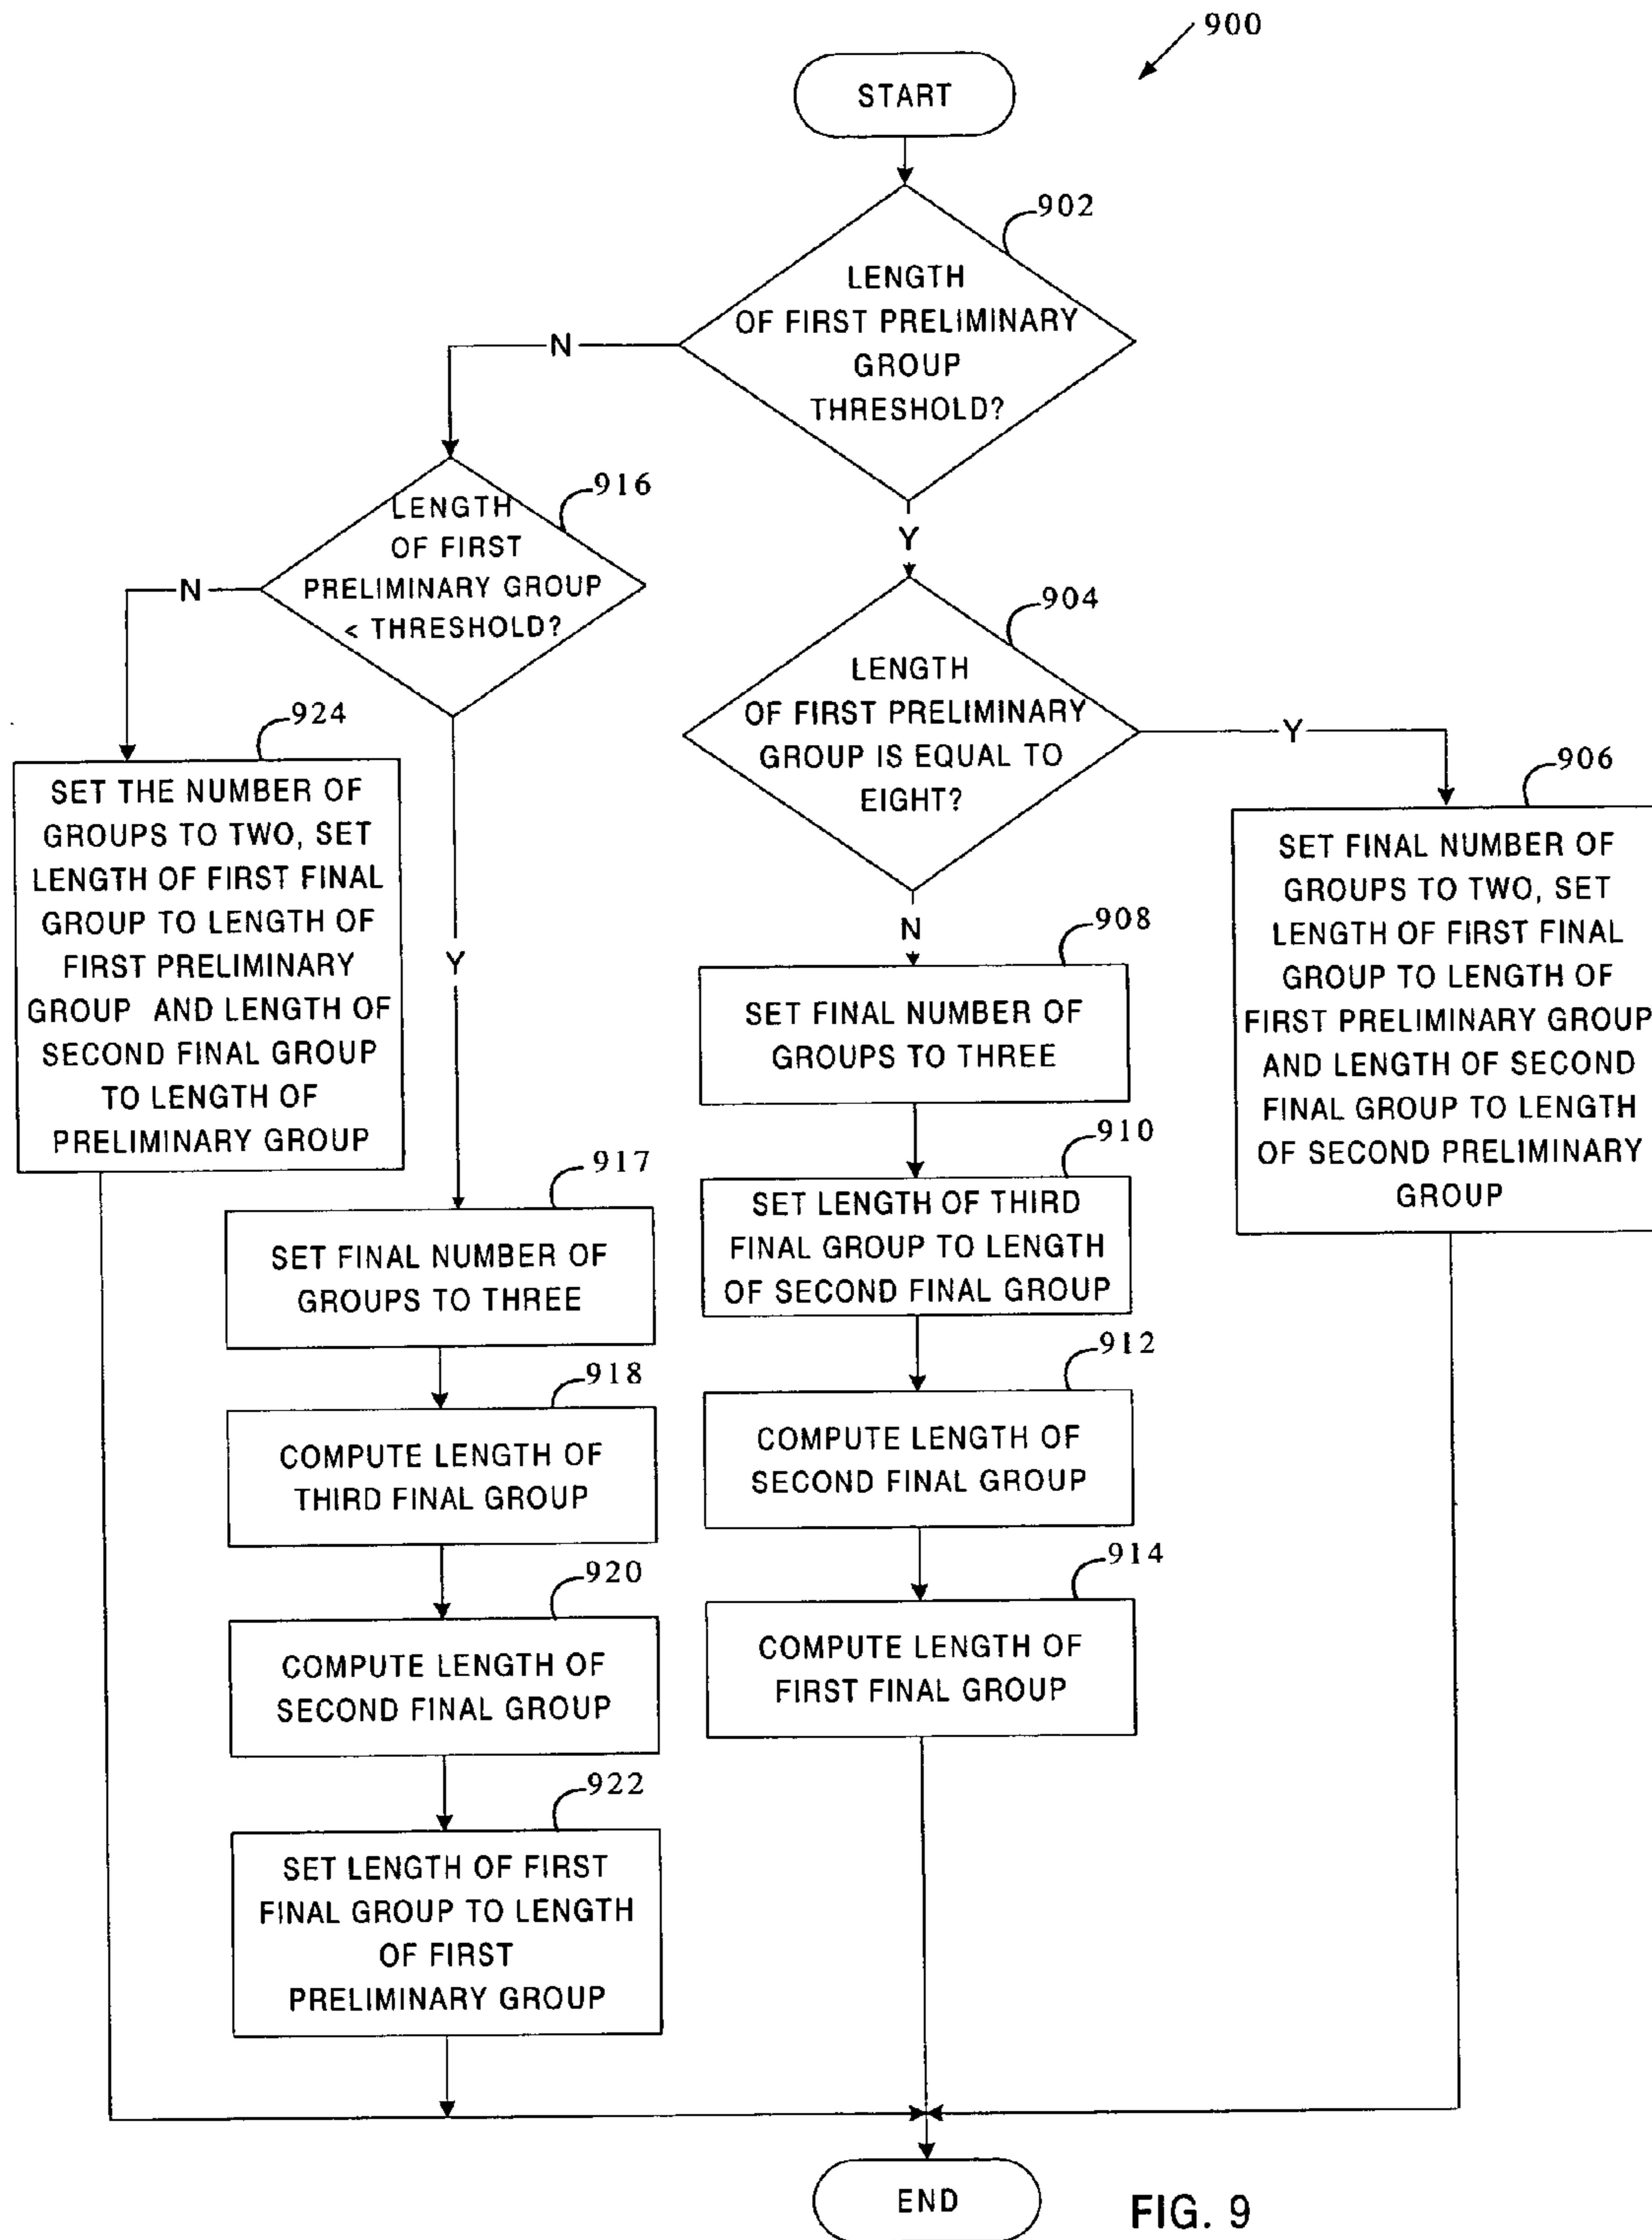 900
START
902
LENGTH
OF FIRST PRELIMINARY
GROUP
THRESHOLD?
N
Y
916
LENGTH
OF FIRST
PRELIMINARY GROUP
< THRESHOLD?
N
Y
904
LENGTH
OF FIRST PRELIMINARY
GROUP IS EQUAL TO
EIGHT?
Y
N
924
SET THE NUMBER OF
GROUPS TO TWO, SET
LENGTH OF FIRST FINAL
GROUP TO LENGTH OF
FIRST PRELIMINARY
GROUP AND LENGTH OF
SECOND FINAL GROUP
TO LENGTH OF
PRELIMINARY GROUP
906
SET FINAL NUMBER OF
GROUPS TO TWO, SET
LENGTH OF FIRST FINAL
GROUP TO LENGTH OF
FIRST PRELIMINARY GROUP
AND LENGTH OF SECOND
FINAL GROUP TO LENGTH
OF SECOND PRELIMINARY
GROUP
908
SET FINAL NUMBER OF
GROUPS TO THREE
910
SET LENGTH OF THIRD
FINAL GROUP TO LENGTH
OF SECOND FINAL GROUP
912
COMPUTE LENGTH OF
SECOND FINAL GROUP
914
COMPUTE LENGTH OF
FIRST FINAL GROUP
917
SET FINAL NUMBER OF
GROUPS TO THREE
918
COMPUTE LENGTH OF
THIRD FINAL GROUP
920
COMPUTE LENGTH OF
SECOND FINAL GROUP
922
SET LENGTH OF FIRST
FINAL GROUP TO LENGTH
OF FIRST
PRELIMINARY GROUP
END
FIG. 9